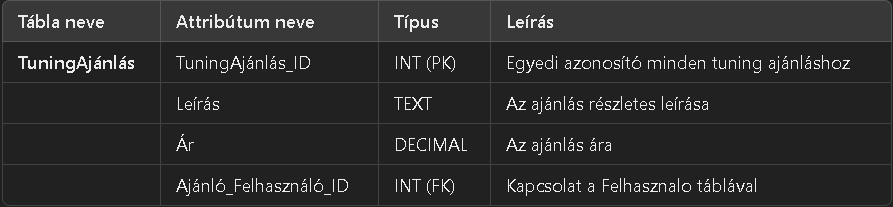 Tábla neve Attribútum neve Típus Leírás
TuningAjánlás TuningAjánlás_ID INT (PK) Egyedi azonosító minden tuning ajánláshoz
Leírás TEXT Az ajánlás részletes leírása
Ár DECIMAL Az ajánlás ára
Ajánló_Felhasználó_ID INT (FK) Kapcsolat a Felhasznalo táblával